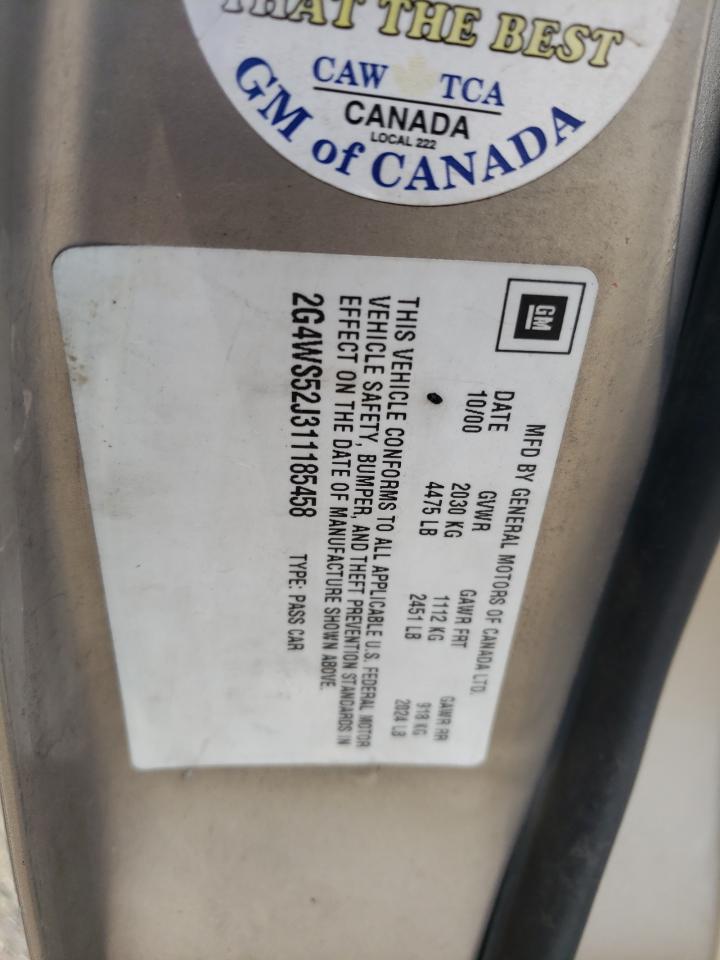 THAT THE BEST
CAW TCA
CANADA
LOCAL 222
GM of CANADA
GM
MFD BY GENERAL MOTORS OF CANADA LTD.
DATE GVWR GAWR FRT GAWR RR
10/00 2030 KG 1112 KG 918 KG
4475 LB 2451 LB 2024 LB
THIS VEHICLE CONFORMS TO ALL APPLICABLE U.S. FEDERAL MOTOR
VEHICLE SAFETY, BUMPER, AND THEFT PREVENTION STANDARDS IN
EFFECT ON THE DATE OF MANUFACTURE SHOWN ABOVE.
2G4WS52J311185458 TYPE: PASS CAR